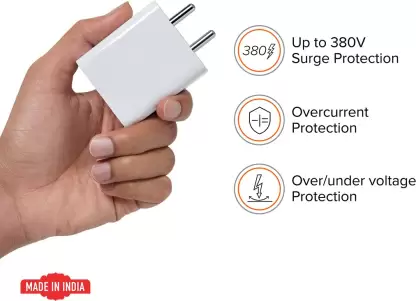 380
Up to 380V
Surge Protection
Overcurrent
Protection
Over/under voltage
Protection
MADE IN INDIA